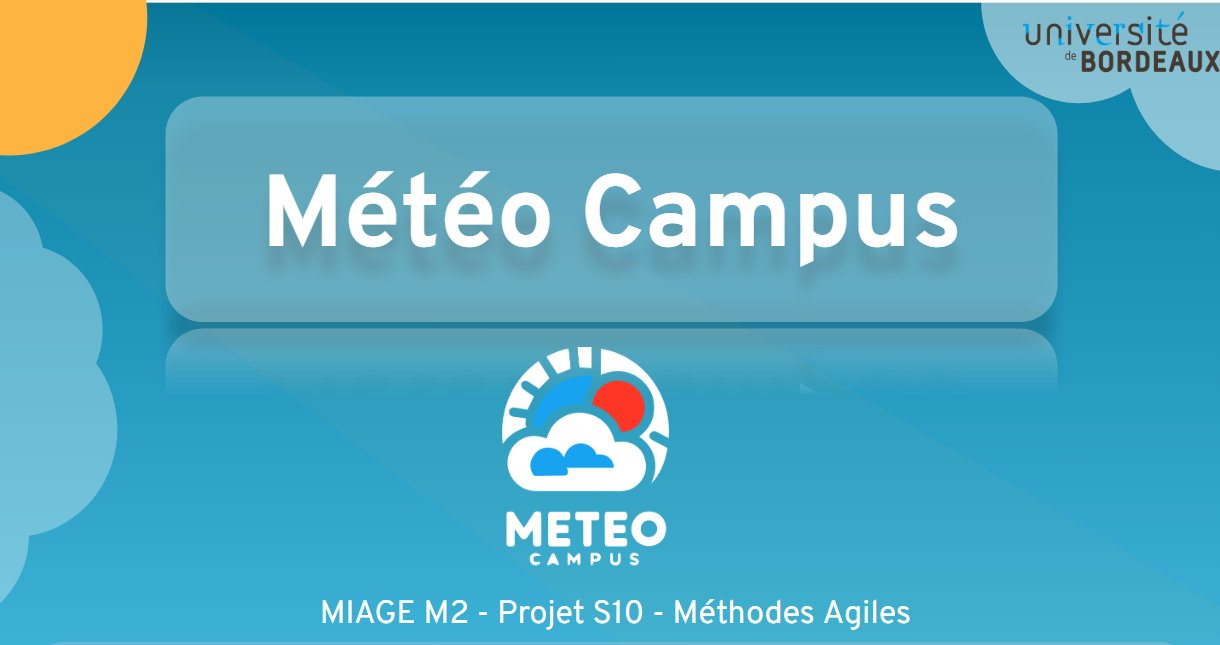 université
de BORDEAUX
Météo Campus
METEO
CAMPUS
MIAGE M2 - Projet S10 - Méthodes Agiles